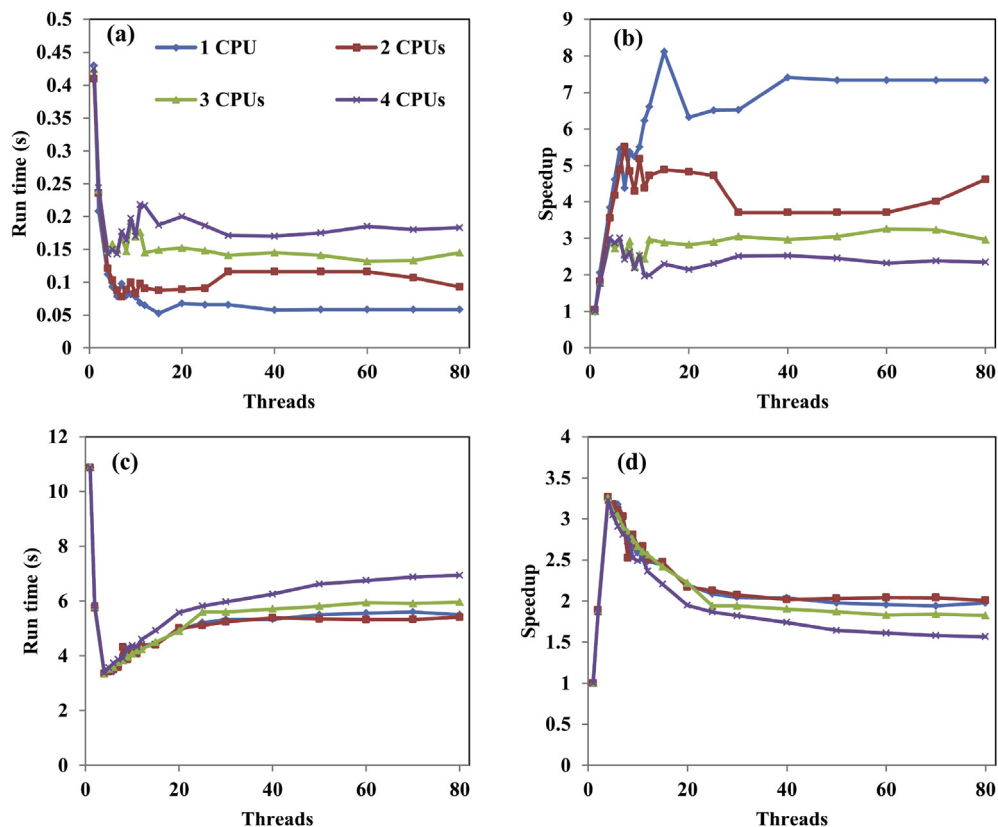 (a)
1 CPU
2 CPUs
3 CPUs
4 CPUs
0.5
0.45
0.4
0.35
0.3
0.25
0.2
0.15
0.1
0.05
0
Run time (s)
0 20 40 60 80
Threads
(b)
9
8
7
6
5
4
3
2
1
0
Speedup
0 20 40 60 80
Threads
(c)
12
10
8
6
4
2
0
Run time (s)
0 20 40 60 80
Threads
(d)
4
3.5
3
2.5
2
1.5
1
0.5
0
Speedup
0 20 40 60 80
Threads